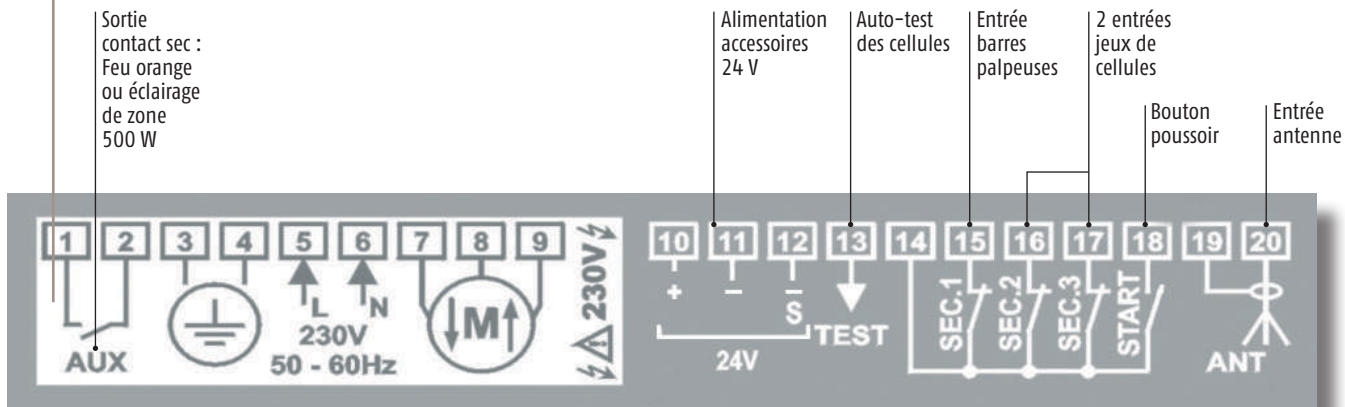 Sortie
contact sec :
Feu orange
ou éclairage
de zone
500 W
Alimentation
accessoires
24 V
Auto-test
des cellules
Entrée
barres
palpeuses
2 entrées
jeux de
cellules
Bouton
poussoir
Entrée
antenne
1 2 3 4 5 6 7 8 9
10 11 12 13 14 15 16 17 18 19 20
AUX
L N
230V
50 - 60Hz
M
230V
+ - - S
24V
TEST
SEC.1
SEC.2
SEC.3
START
ANT